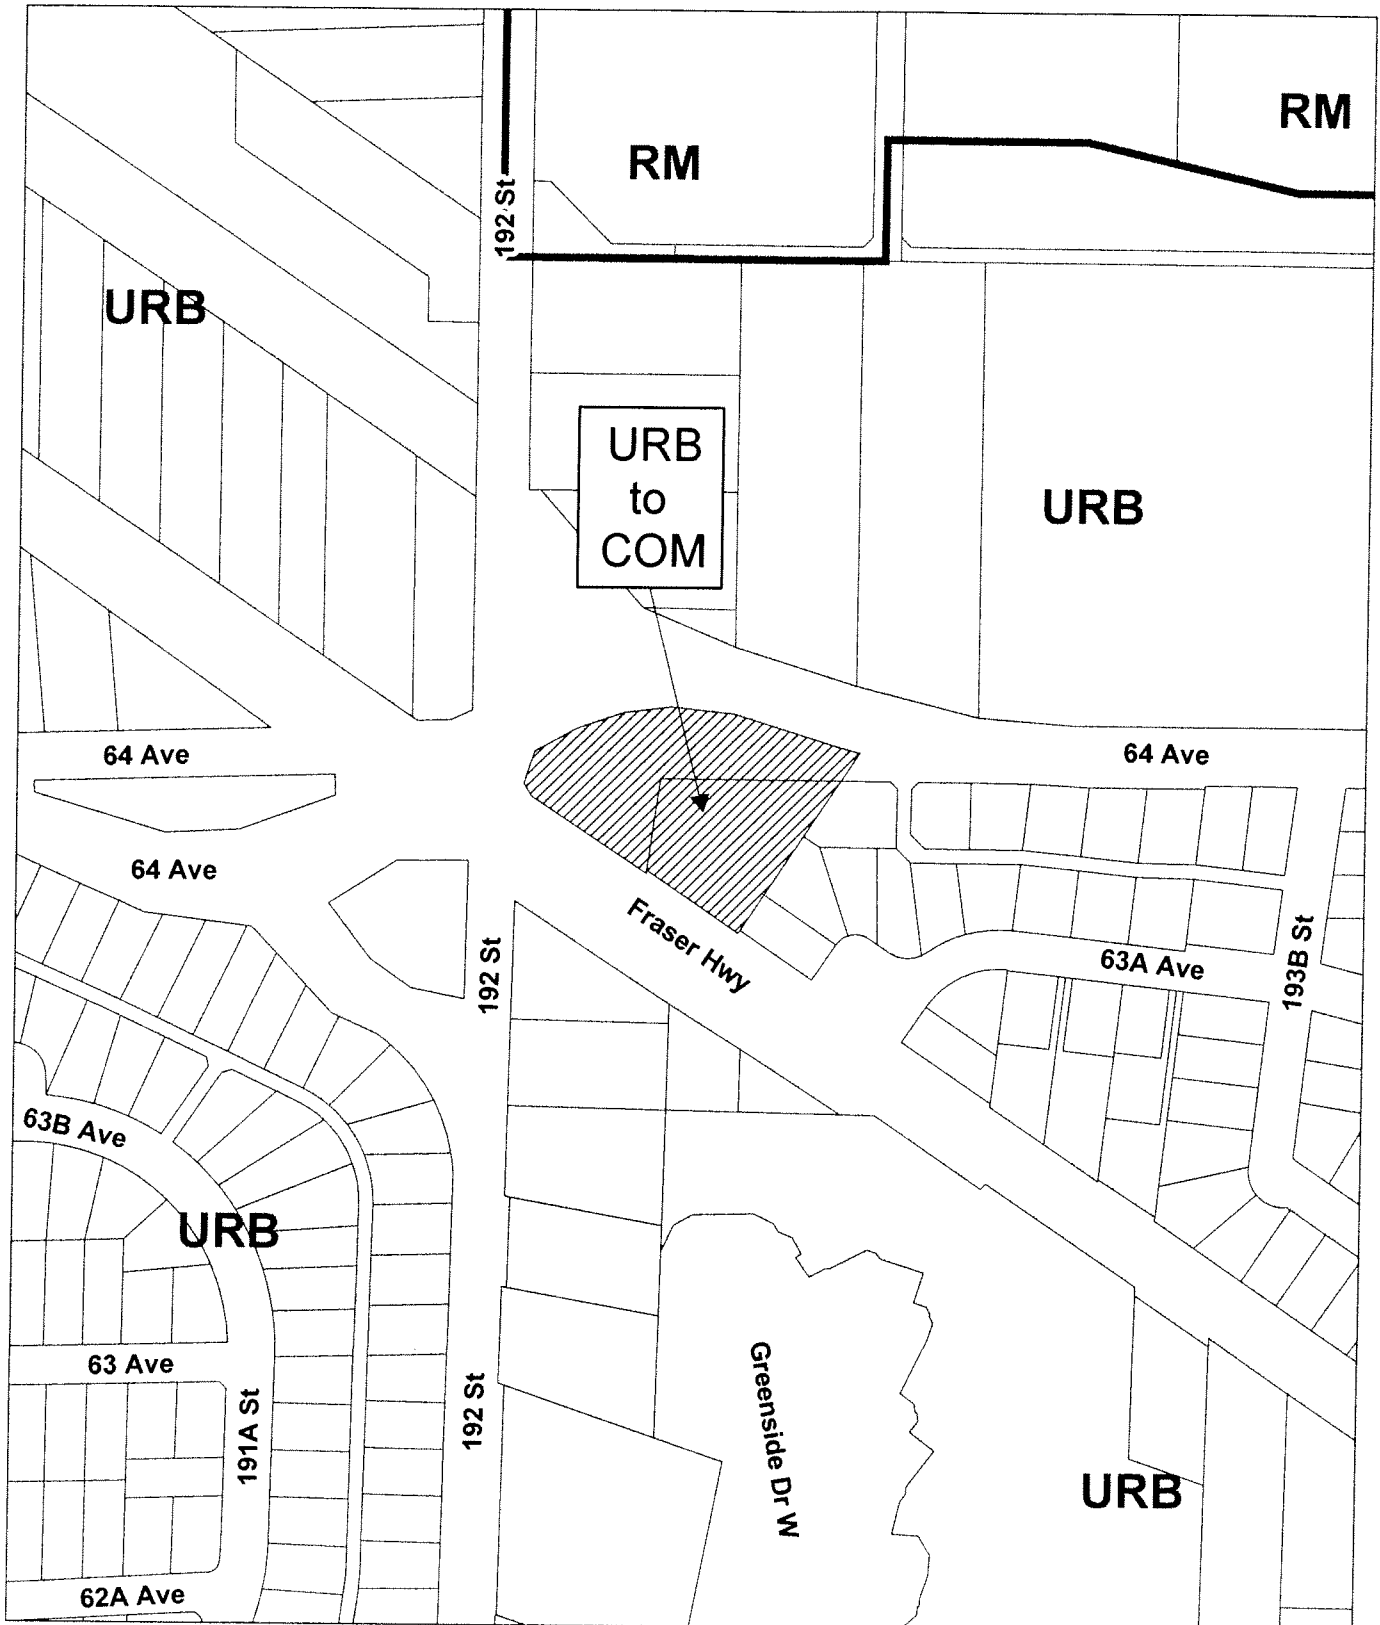 RM
RM
192 St
URB
URB
to
COM
URB
64 Ave
64 Ave
64 Ave
Fraser Hwy
192 St
63A Ave
193B St
63B Ave
URB
63 Ave
191A St
192 St
Greenside Dr W
URB
62A Ave